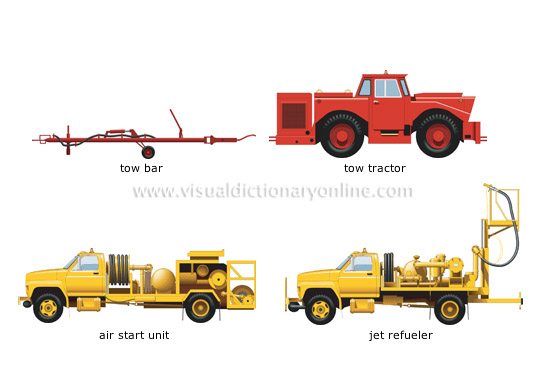 tow bar
tow tractor
www.visualdictionaryonline.com
air start unit
jet refueler